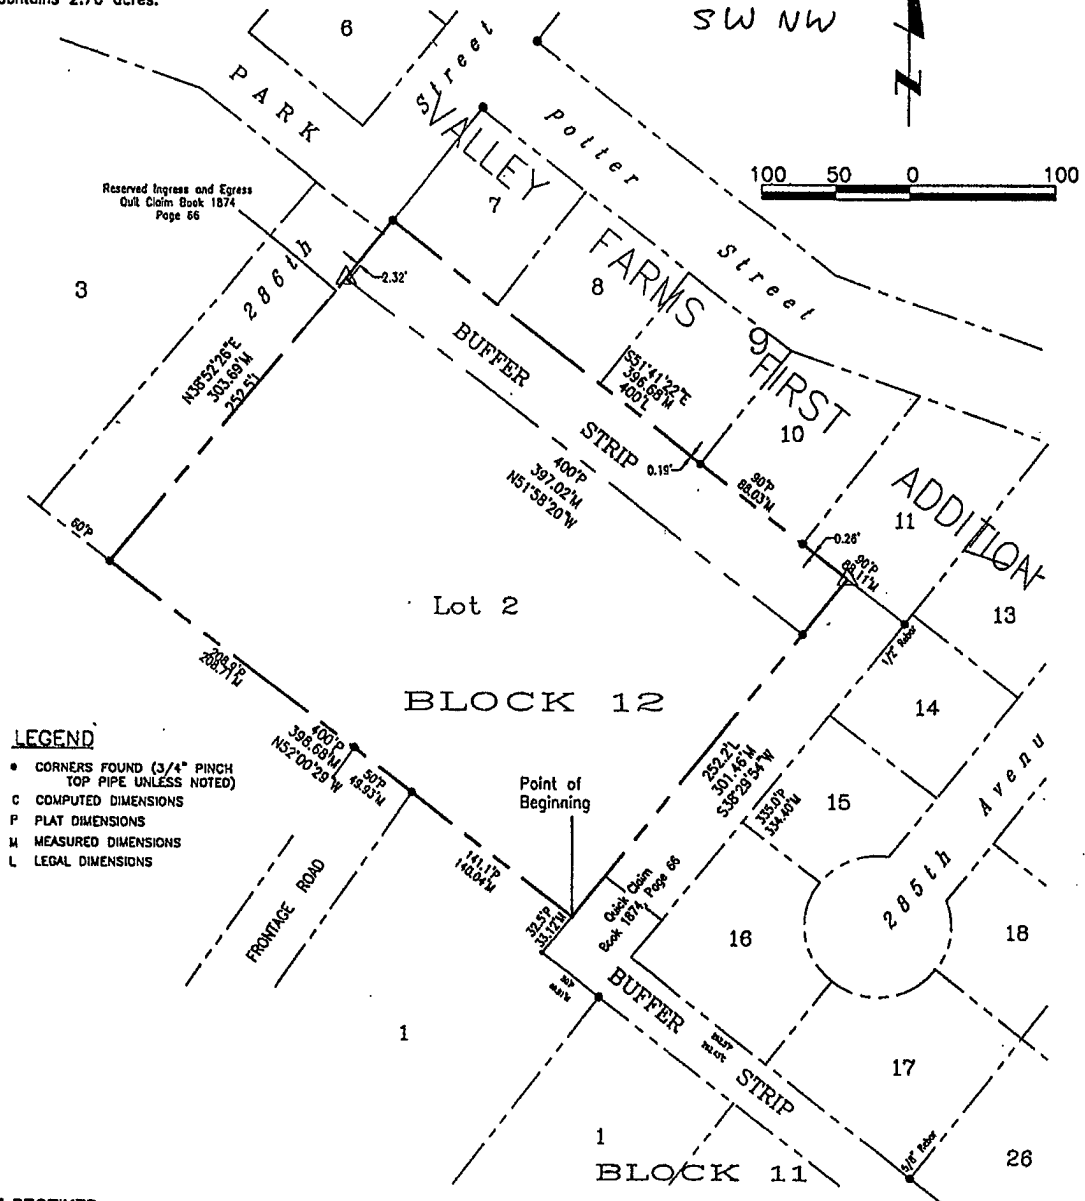 contains 2.70 acres.
SW NW
N
6
PARK
Street
Potter
Street
100 50 0 100
VALLEY
7
Reserved Ingress and Egress
Quit Claim Book 1874
Page 66
3
286th
2.32'
N38°52'26"E
303.69'M
252.5'L
FARMS
8
9
BUFFER
STRIP
S51°41'22"E
396.68'M
400'L
FIRST
10
0.19'
90'P
88.03'M
400'P
397.02'M
N51°58'20"W
ADDITION
11
0.26'
90'P
88.11'M
13
60'P
Lot 2
1/2" Rebar
208.9'P
208.71'M
BLOCK 12
14
LEGEND
• CORNERS FOUND (3/4" PINCH
TOP PIPE UNLESS NOTED)
C COMPUTED DIMENSIONS
P PLAT DIMENSIONS
M MEASURED DIMENSIONS
L LEGAL DIMENSIONS
400'P
398.68'M
N52°00'29"W
50'P
49.93'M
Point of
Beginning
252.2'L
301.46'M
S38°29'54"W
335.0'P
334.40'M
15
285th Avenu
141.1'P
140.04'M
FRONTAGE ROAD
Quick Claim
Book 1874, Page 66
32.5'P
33.12'M
16
18
BUFFER
STRIP
1
17
1
BLOCK 11
5/8" Rebar
26